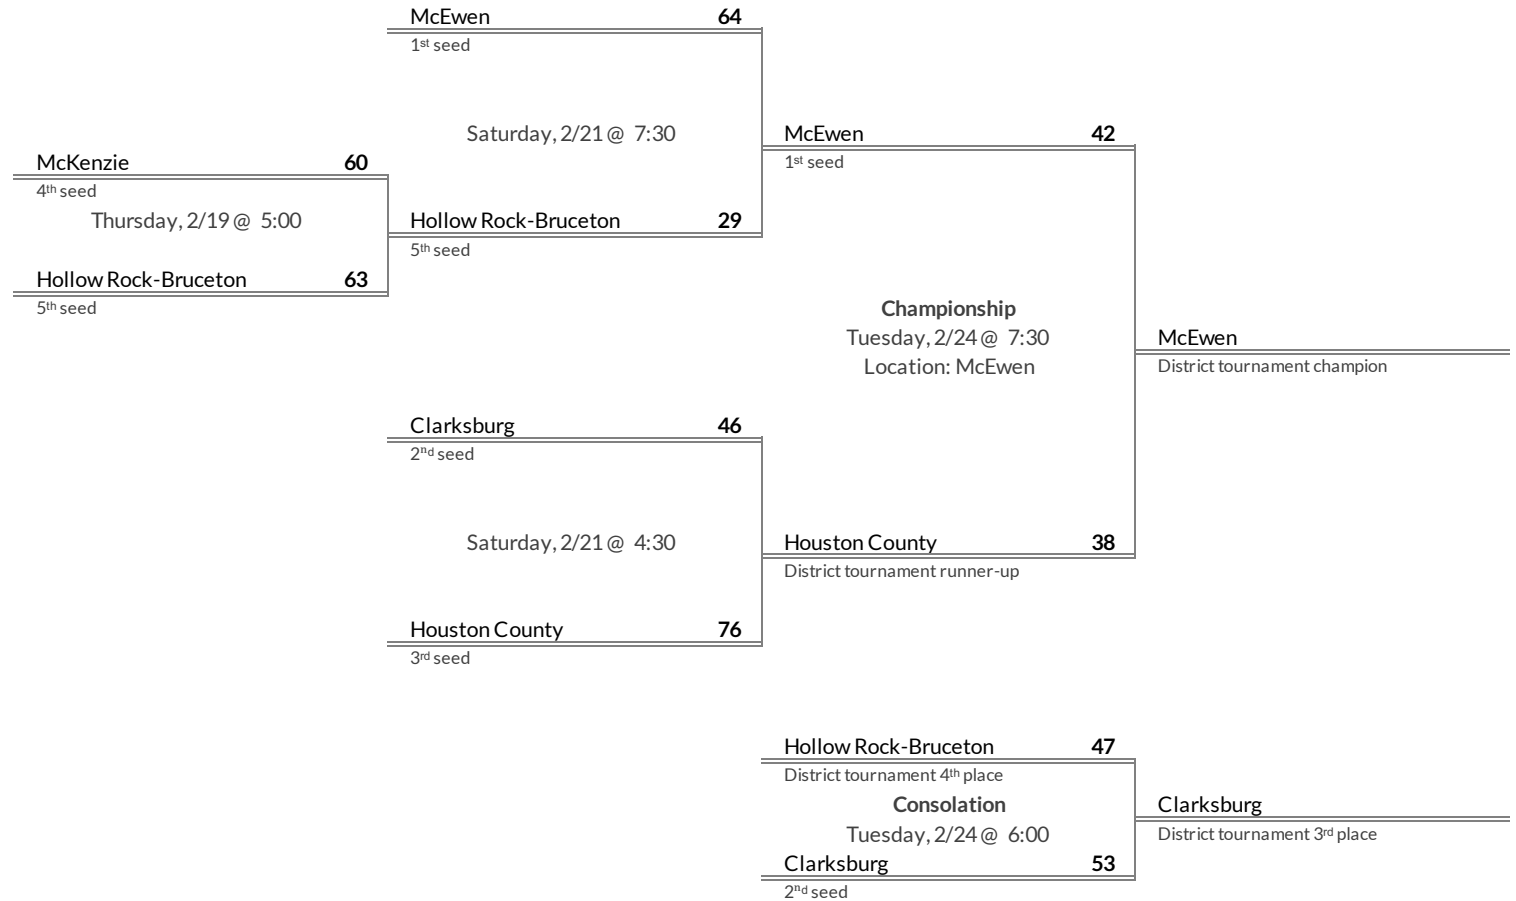 McEwen 64
1st seed
Saturday, 2/21 @ 7:30
McEwen 42
1st seed
McKenzie 60
4th seed
Thursday, 2/19 @ 5:00
Hollow Rock-Bruceton 29
5th seed
Hollow Rock-Bruceton 63
5th seed
Championship
Tuesday, 2/24 @ 7:30
Location: McEwen
McEwen
District tournament champion
Clarksburg 46
2nd seed
Saturday, 2/21 @ 4:30
Houston County 38
District tournament runner-up
Houston County 76
3rd seed
Hollow Rock-Bruceton 47
District tournament 4th place
Consolation
Tuesday, 2/24 @ 6:00
Clarksburg
District tournament 3rd place
Clarksburg 53
2nd seed